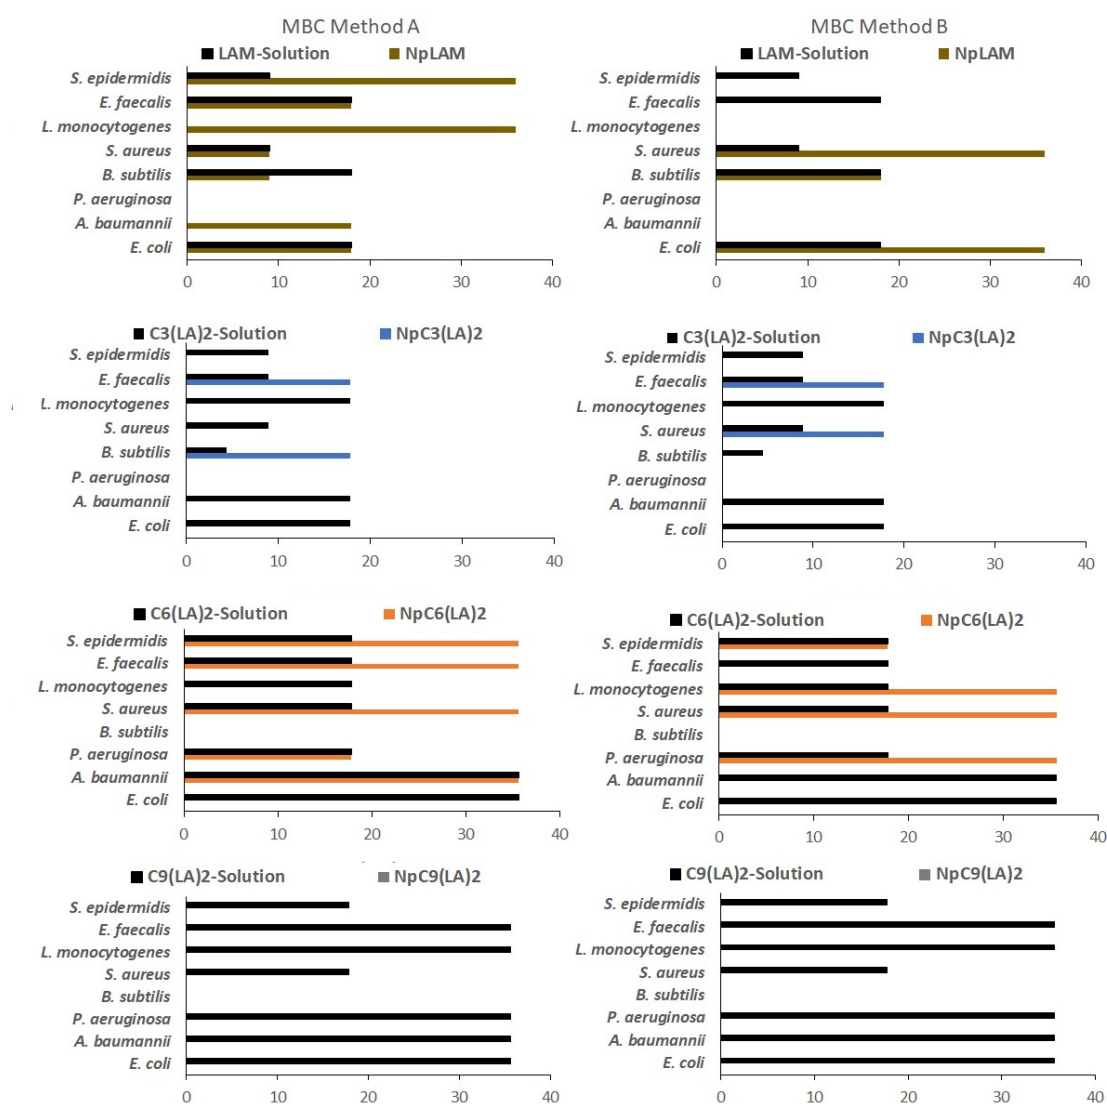 MBC Method A
LAM-Solution NpLAM
S. epidermidis
E. faecalis
L. monocytogenes
S. aureus
B. subtilis
P. aeruginosa
A. baumannii
E. coli
0 10 20 30 40
MBC Method B
LAM-Solution NpLAM
S. epidermidis
E. faecalis
L. monocytogenes
S. aureus
B. subtilis
P. aeruginosa
A. baumannii
E. coli
0 10 20 30 40
C3(LA)2-Solution NpC3(LA)2
S. epidermidis
E. faecalis
L. monocytogenes
S. aureus
B. subtilis
P. aeruginosa
A. baumannii
E. coli
0 10 20 30 40
C3(LA)2-Solution NpC3(LA)2
S. epidermidis
E. faecalis
L. monocytogenes
S. aureus
B. subtilis
P. aeruginosa
A. baumannii
E. coli
0 10 20 30 40
C6(LA)2-Solution NpC6(LA)2
S. epidermidis
E. faecalis
L. monocytogenes
S. aureus
B. subtilis
P. aeruginosa
A. baumannii
E. coli
0 10 20 30 40
C6(LA)2-Solution NpC6(LA)2
S. epidermidis
E. faecalis
L. monocytogenes
S. aureus
B. subtilis
P. aeruginosa
A. baumannii
E. coli
0 10 20 30 40
C9(LA)2-Solution NpC9(LA)2
S. epidermidis
E. faecalis
L. monocytogenes
S. aureus
B. subtilis
P. aeruginosa
A. baumannii
E. coli
0 10 20 30 40
C9(LA)2-Solution NpC9(LA)2
S. epidermidis
E. faecalis
L. monocytogenes
S. aureus
B. subtilis
P. aeruginosa
A. baumannii
E. coli
0 10 20 30 40